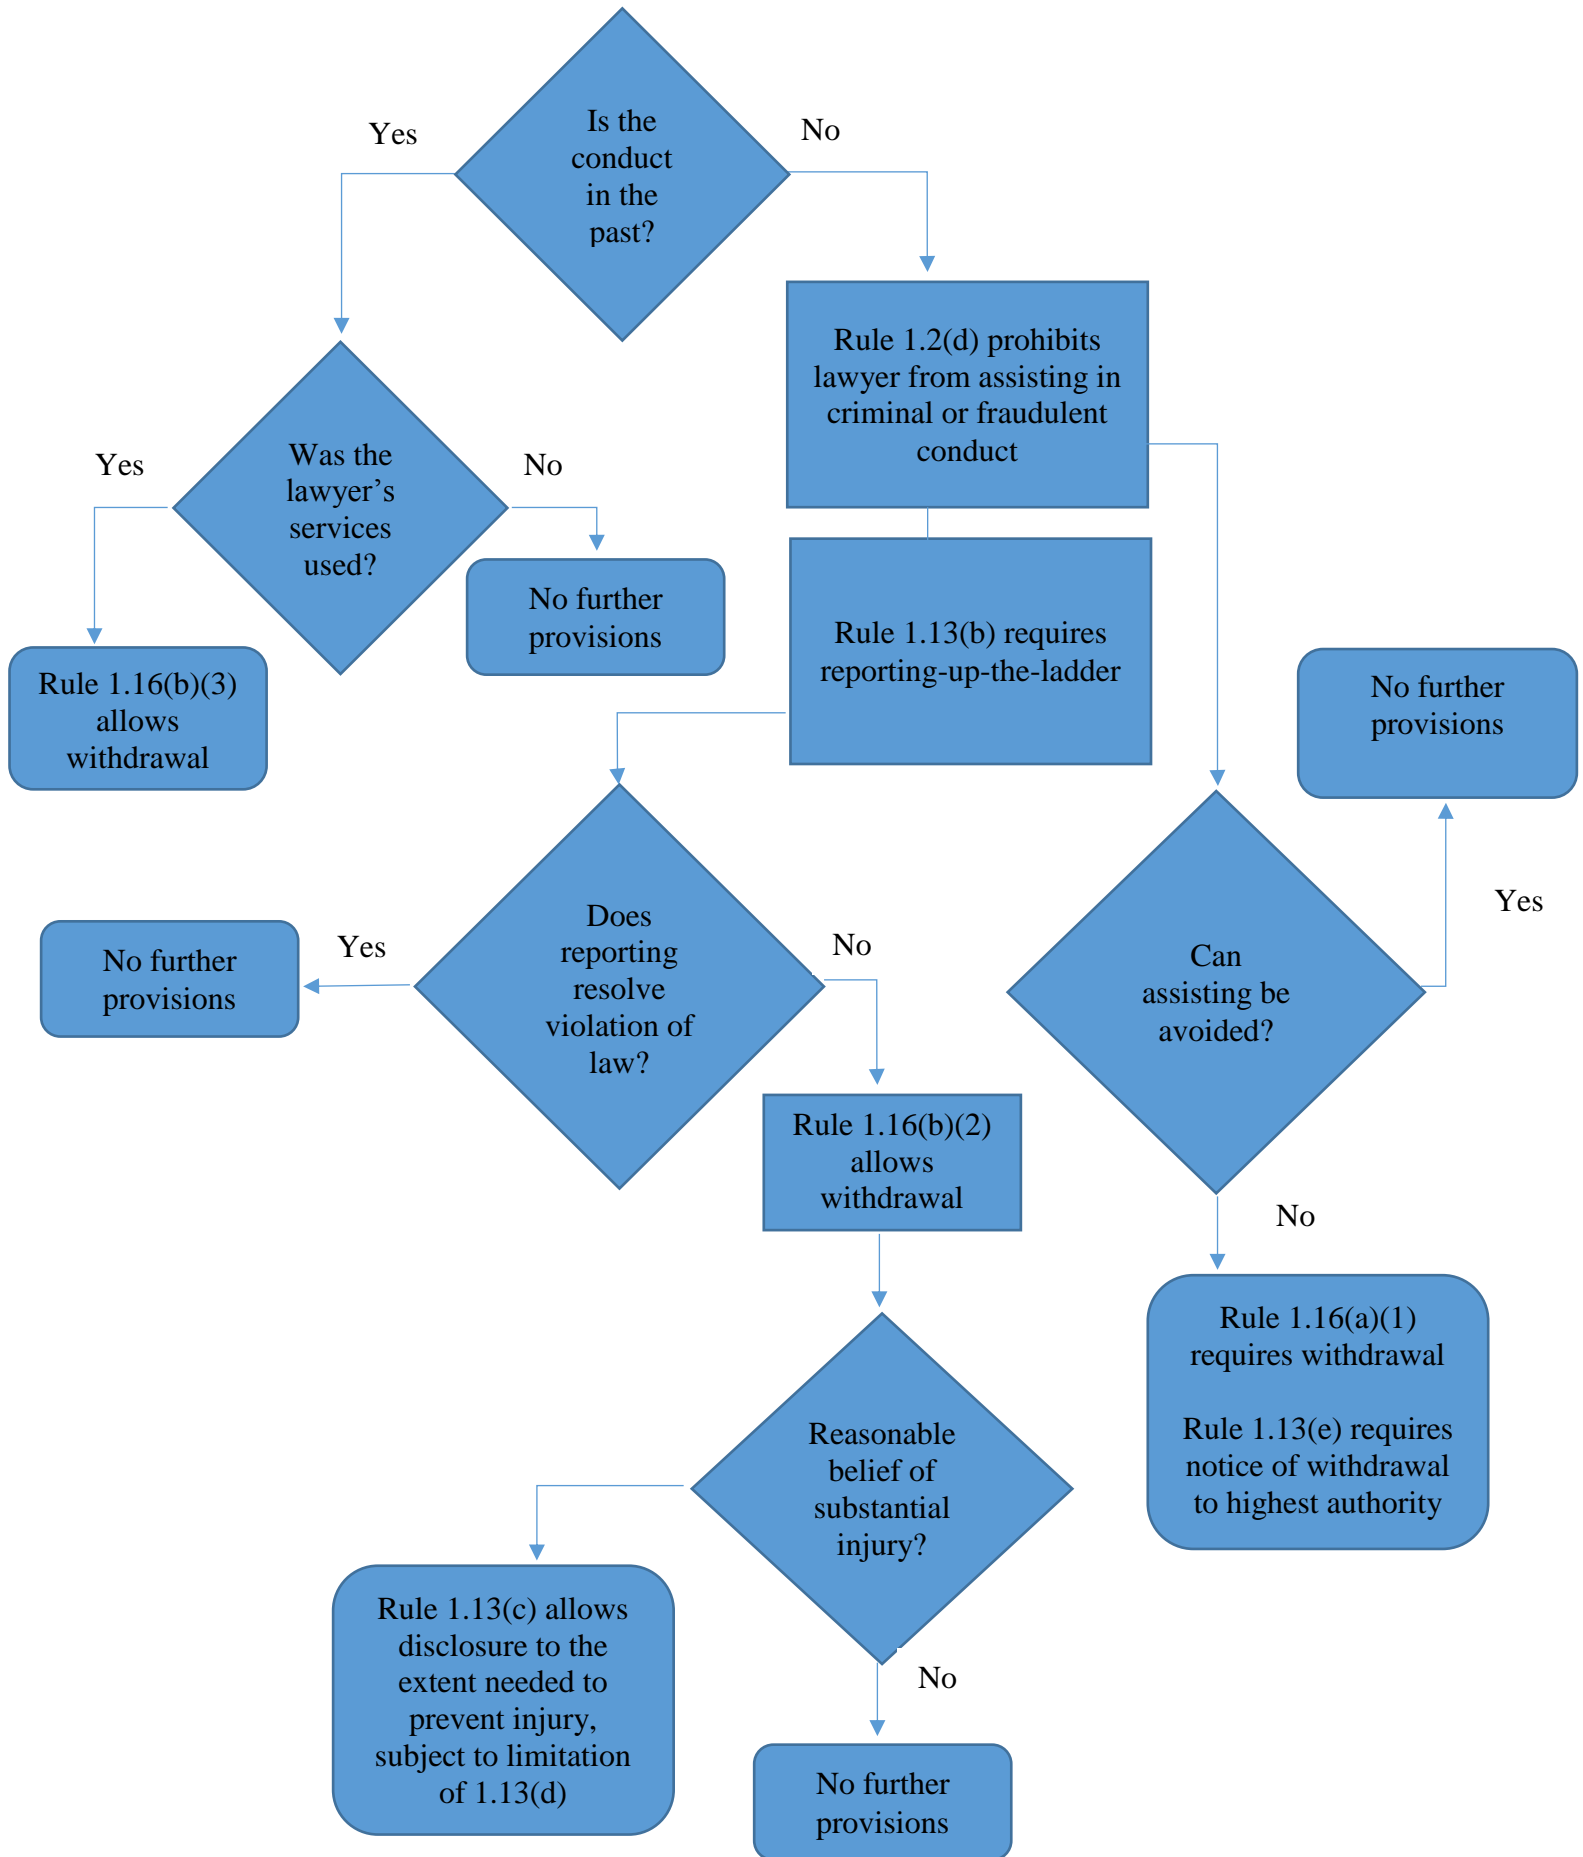 Is the
conduct
in the
past?
Yes
No
Rule 1.2(d) prohibits
lawyer from assisting in
criminal or fraudulent
conduct
Was the
lawyer’s
services
used?
Yes
No
No further
provisions
Rule 1.16(b)(3)
allows
withdrawal
Rule 1.13(b) requires
reporting-up-the-ladder
No further
provisions
Yes
Can
assisting be
avoided?
Does
reporting
resolve
violation of
law?
Yes
No
No further
provisions
Rule 1.16(b)(2)
allows
withdrawal
No
Rule 1.16(a)(1)
requires withdrawal
Rule 1.13(e) requires
notice of withdrawal
to highest authority
Reasonable
belief of
substantial
injury?
Rule 1.13(c) allows
disclosure to the
extent needed to
prevent injury,
subject to limitation
of 1.13(d)
No
No further
provisions